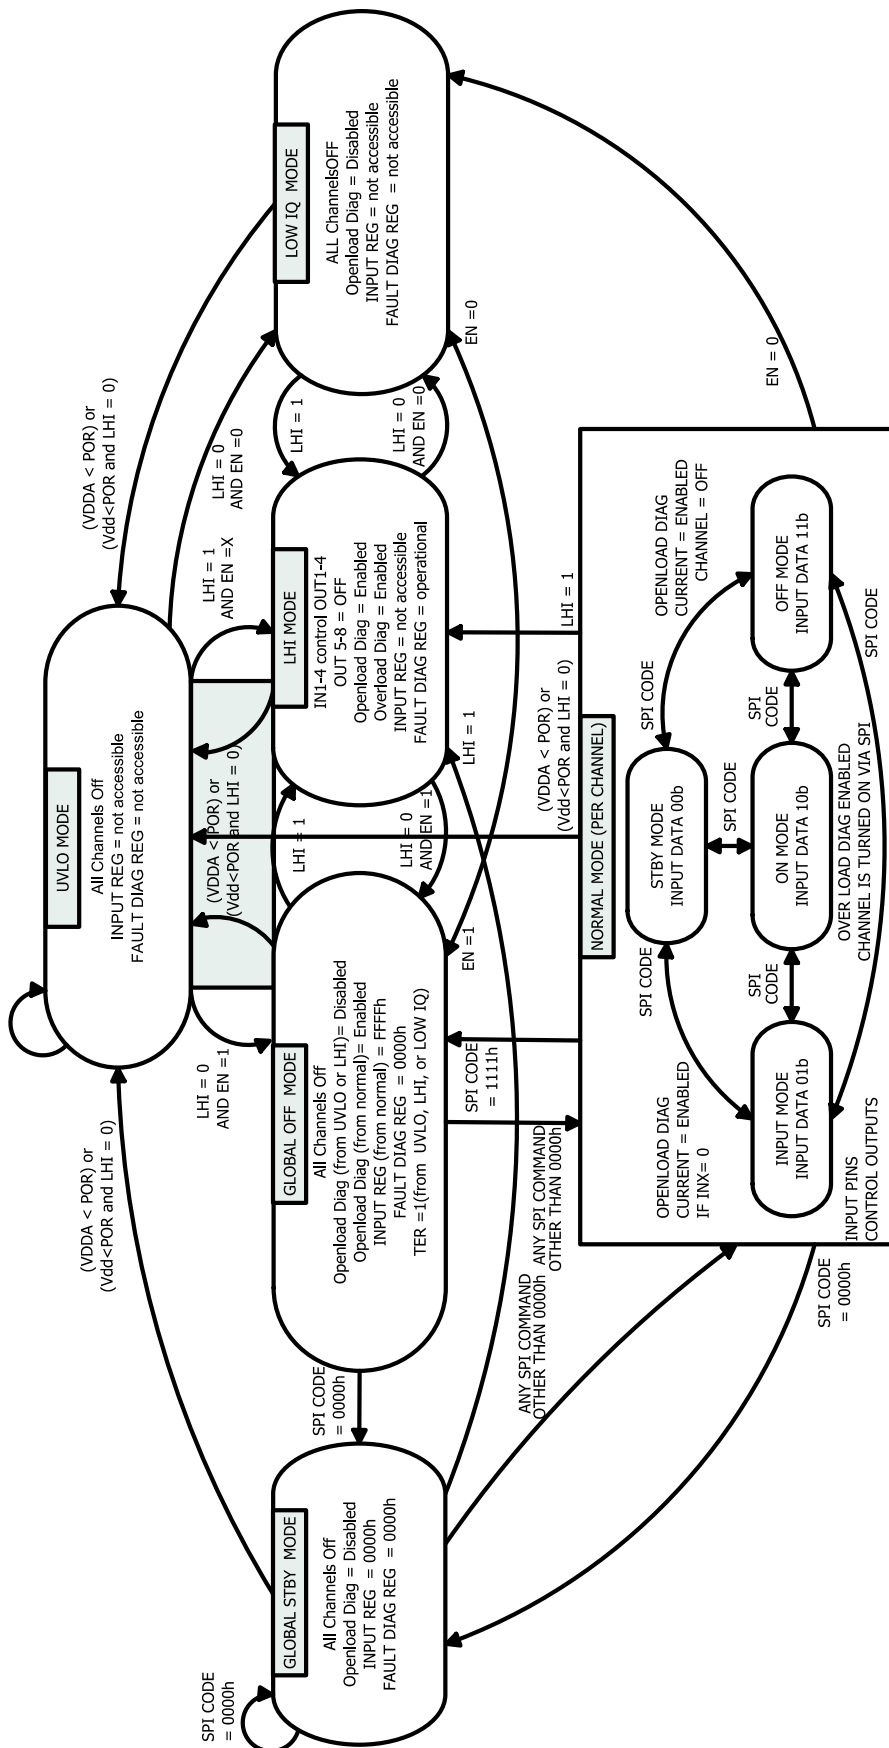 UVLO MODE
All Channels Off
INPUT REG = not accessible
FAULT DIAG REG = not accessible
(VDDA < POR) or
(Vdd<POR and LHI = 0)
(VDDA < POR) or
(Vdd<POR and LHI = 0)
LHI = 0
AND EN =1
(VDDA < POR) or
(Vdd<POR and LHI = 0)
LHI = 1
AND EN =X
LHI = 0
AND EN =0
SPI CODE
= 0000h
GLOBAL STBY MODE
All Channels Off
Openload Diag = Disabled
INPUT REG = 0000h
FAULT DIAG REG = 0000h
SPI CODE
= 0000h
GLOBAL OFF MODE
All Channels Off
Openload Diag (from UVLO or LHI)= Disabled
Openload Diag (from normal)= Enabled
INPUT REG (from normal) = FFFFh
FAULT DIAG REG = 0000h
TER =1(from UVLO, LHI, or LOW IQ)
LHI = 1
LHI = 0
AND EN =1
LHI MODE
IN1-4 control OUT1-4
OUT 5-8 = OFF
Openload Diag = Enabled
Overload Diag = Enabled
INPUT REG = not accessible
FAULT DIAG REG = operational
LHI = 1
LHI = 0
AND EN =0
LOW IQ MODE
ALL ChannelsOFF
Openload Diag = Disabled
INPUT REG = not accessible
FAULT DIAG REG = not accessible
EN =1
LHI = 1
EN =0
SPI CODE
= 1111h
ANY SPI COMMAND
OTHER THAN 0000h
ANY SPI COMMAND
OTHER THAN 0000h
(VDDA < POR) or
(Vdd<POR and LHI = 0)
LHI = 1
EN = 0
SPI CODE
= 0000h
NORMAL MODE (PER CHANNEL)
STBY MODE
INPUT DATA 00b
SPI CODE
SPI CODE
SPI CODE
OPENLOAD DIAG
CURRENT = ENABLED
IF INX= 0
OPENLOAD DIAG
CURRENT = ENABLED
CHANNEL = OFF
INPUT MODE
INPUT DATA 01b
SPI
CODE
ON MODE
INPUT DATA 10b
SPI
CODE
OFF MODE
INPUT DATA 11b
INPUT PINS
CONTROL OUTPUTS
OVER LOAD DIAG ENABLED
CHANNEL IS TURNED ON VIA SPI
SPI CODE